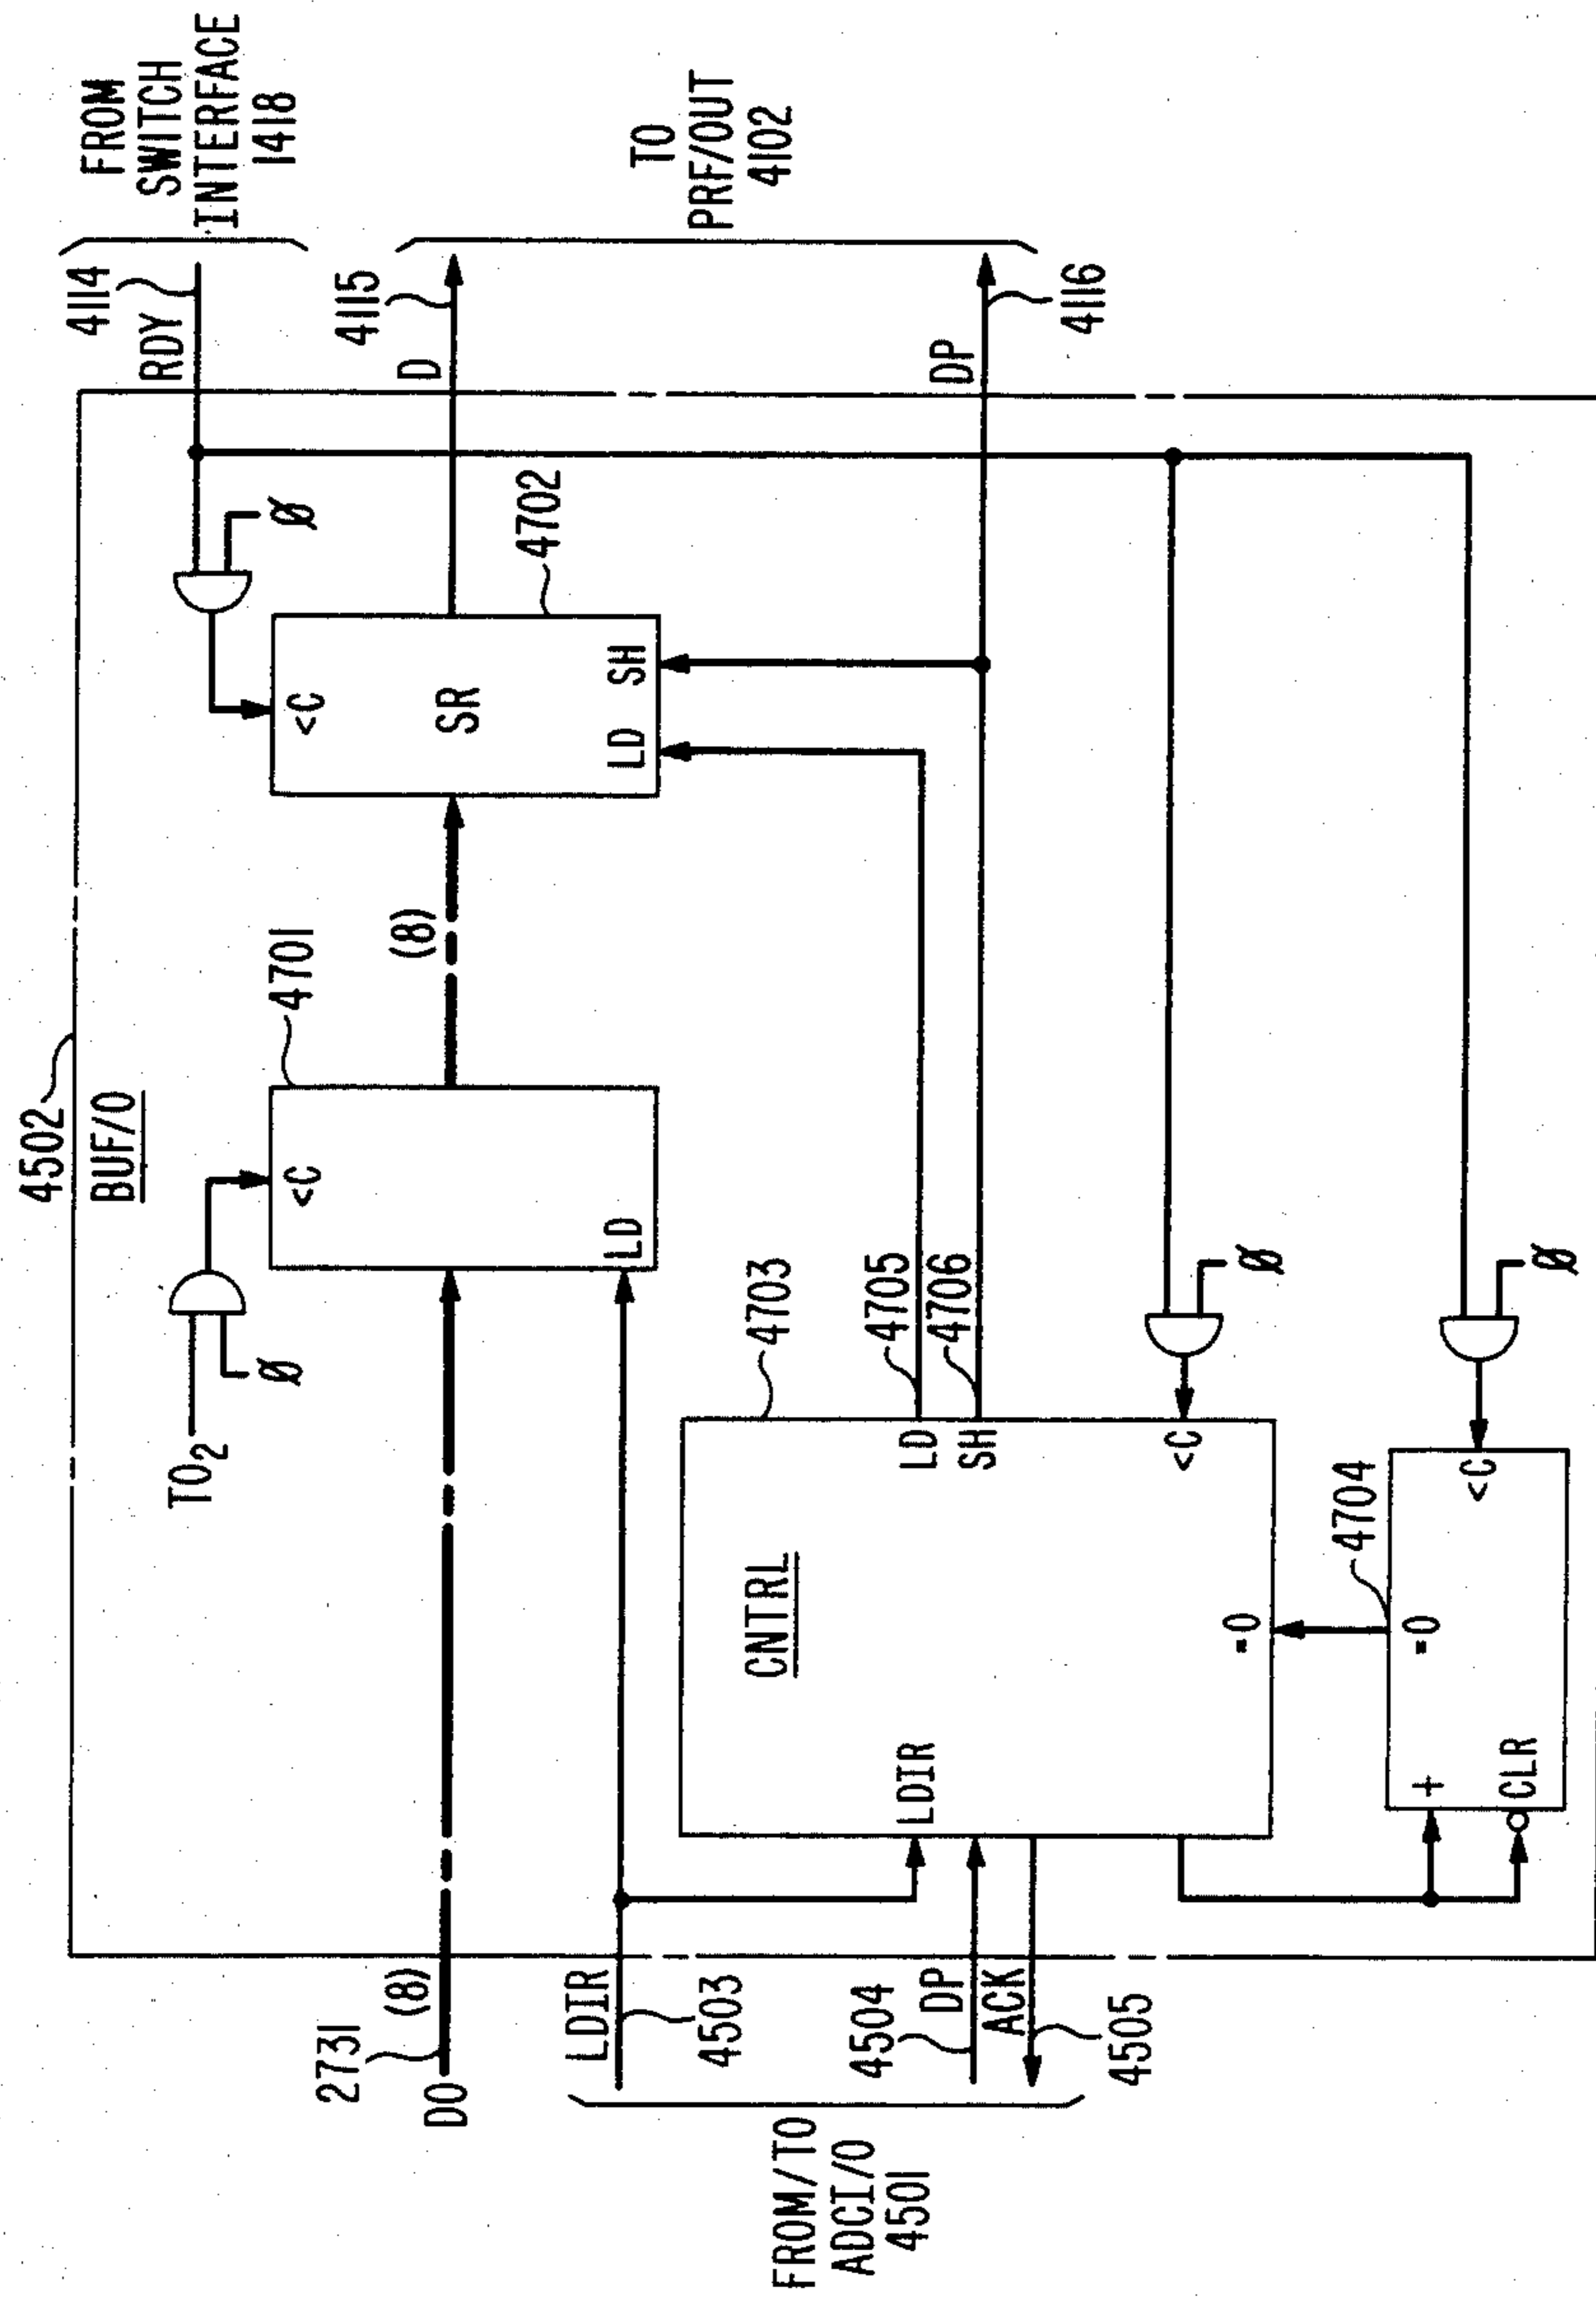 4502
BUF/O
TO2
Ø
<C
LD
4701
(8)
Ø
<C
SR
LD
SH
4702
RDY
4114
FROM
SWITCH
INTERFACE
1418
D
4115
TO
PRF/OUT
4102
DP
4116
2731
(8)
DO
LDIR
4503
4504
DP
ACK
4505
FROM/TO
ADCI/O
4501
LDIR
CNTRL
4703
LD
SH
4705
4706
<C
Ø
=0
4704
=0
+
CLR
<C
Ø